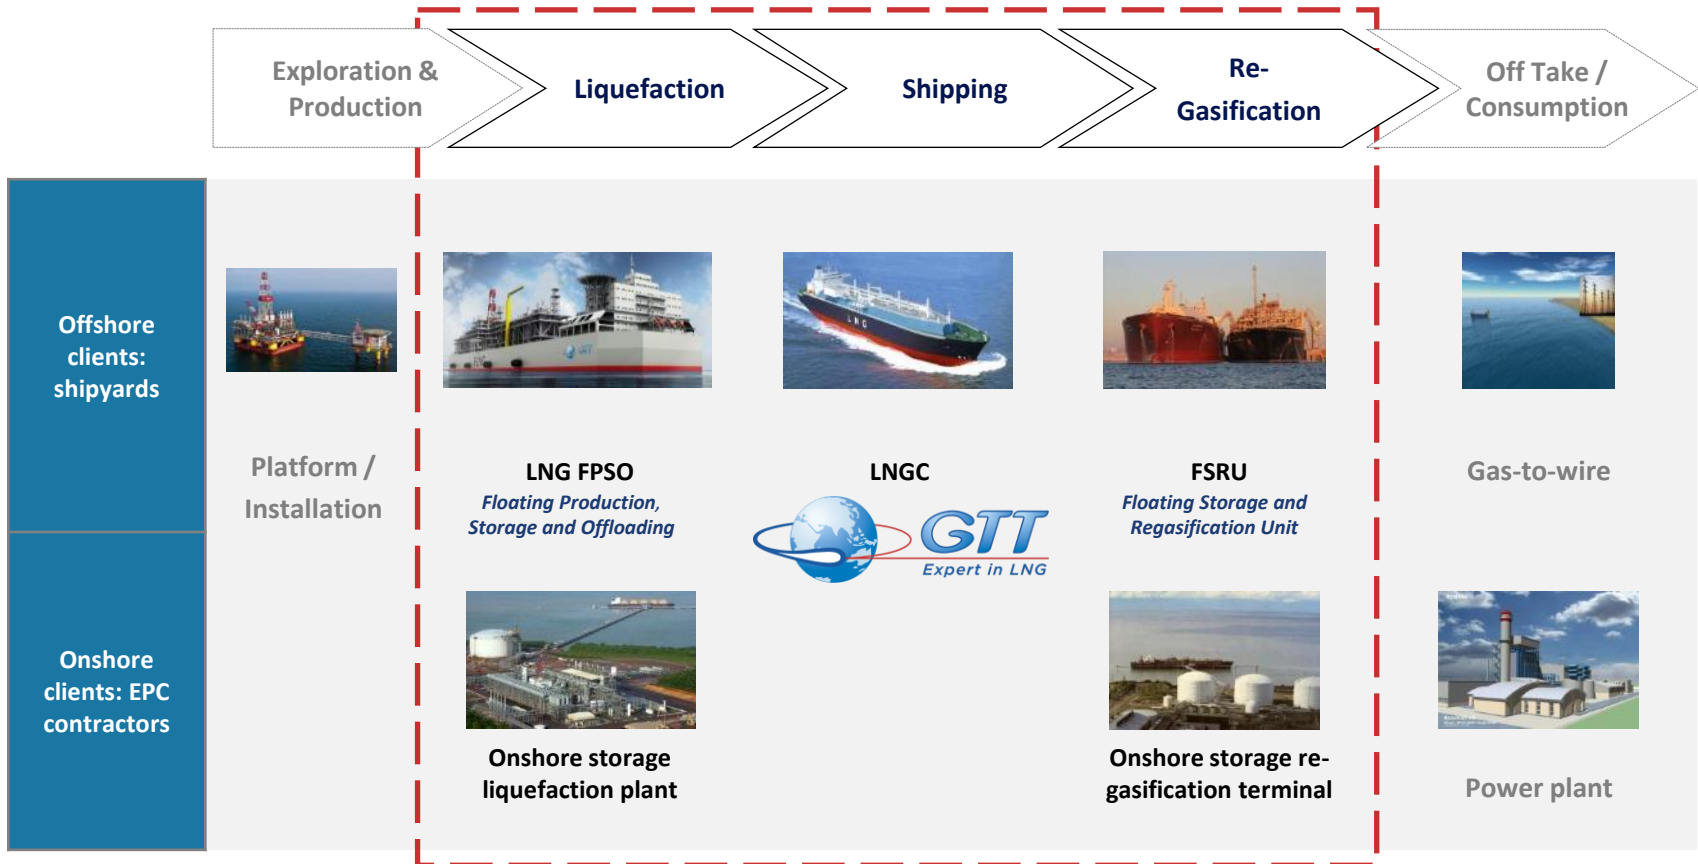 Exploration &
Production
Liquefaction
Shipping
Re-
Gasification
Off Take /
Consumption
Offshore
clients:
shipyards
LNG
GTT
Platform /
Installation
LNG FPSO
Floating Production,
Storage and Offloading
LNGC
GTT
Expert in LNG
FSRU
Floating Storage and
Regasification Unit
Gas-to-wire
Onshore
clients: EPC
contractors
Onshore storage
liquefaction plant
Onshore storage re-
gasification terminal
Power plant